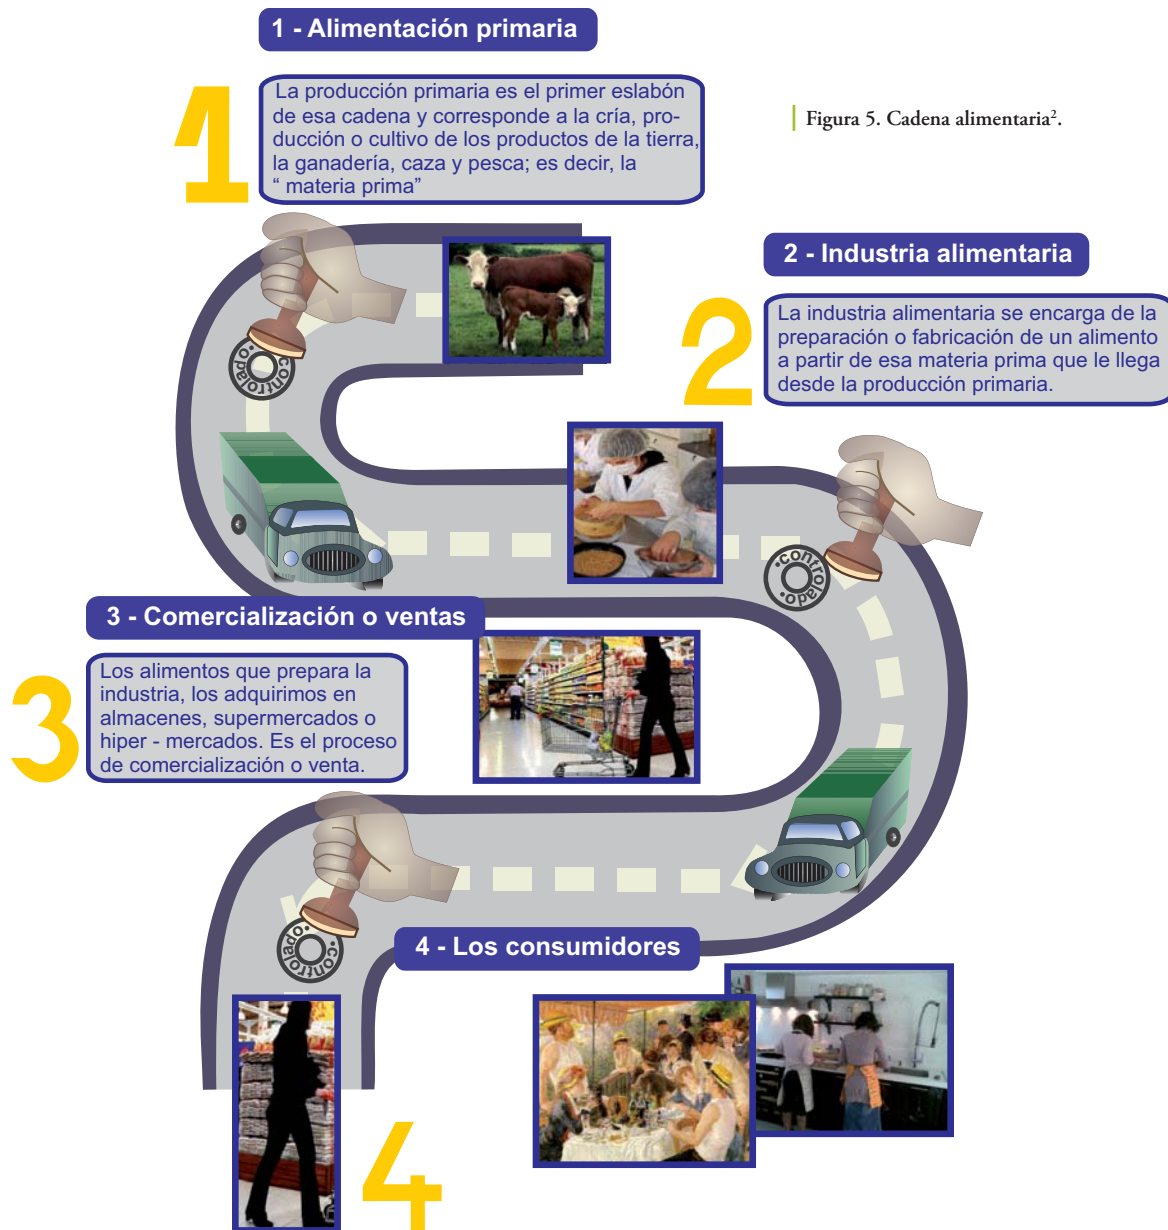 1 - Alimentación primaria
1
La producción primaria es el primer eslabón
de esa cadena y corresponde a la cría, pro-
ducción o cultivo de los productos de la tierra,
la ganadería, caza y pesca; es decir, la
“ materia prima”
Figura 5. Cadena alimentaria².
2 - Industria alimentaria
2
La industria alimentaria se encarga de la
preparación o fabricación de un alimento
a partir de esa materia prima que le llega
desde la producción primaria.
•controlado•
•controlado•
3 - Comercialización o ventas
3
Los alimentos que prepara la
industria, los adquirimos en
almacenes, supermercados o
hiper - mercados. Es el proceso
de comercialización o venta.
•controlado•
4 - Los consumidores
4